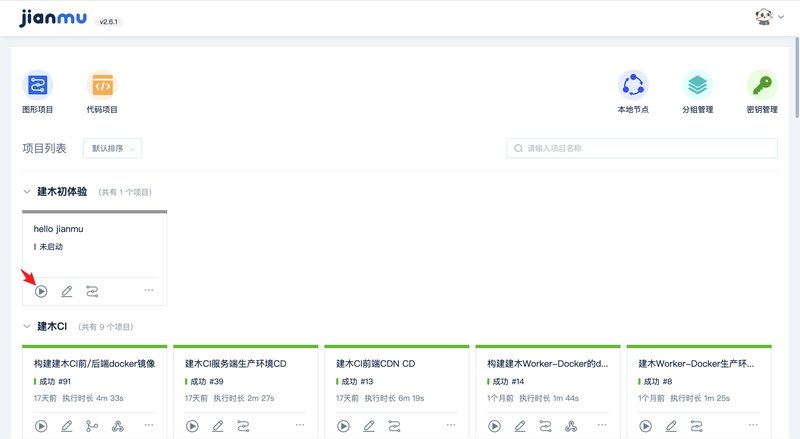 jianmu v2.6.1
图形项目 代码项目 本地节点 分组管理 密钥管理
项目列表 默认排序 请输入项目名称
建木初体验 （共有 1 个项目）
hello jianmu
未启动
...
建木CI （共有 9 个项目）
构建建木CI前/后端docker镜像 建木CI服务端生产环境CD 建木CI前端CDN CD 构建建木Worker-Docker的d... 建木Worker-Docker生产环...
成功 #91 成功 #39 成功 #13 成功 #14 成功 #8
17天前 执行时长 4m 33s 17天前 执行时长 2m 27s 17天前 执行时长 6m 19s 1个月前 执行时长 1m 44s 1个月前 执行时长 1m 25s
... ... ... ... ...